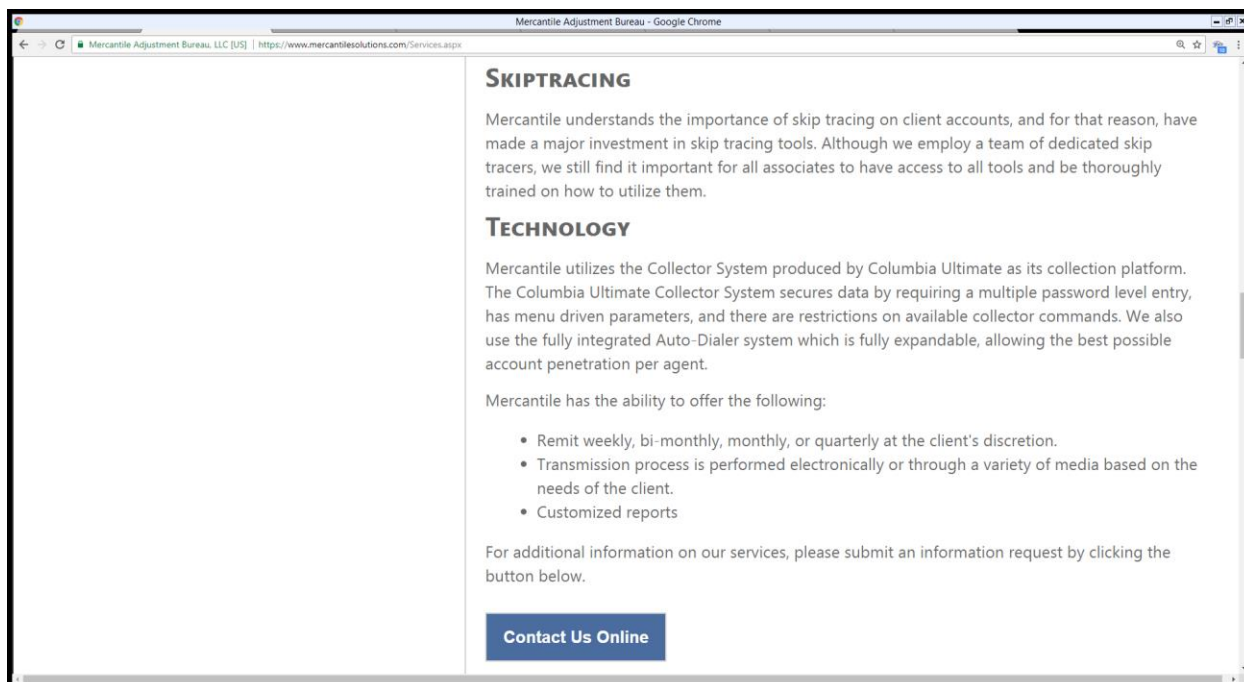 Mercantile Adjustment Bureau - Google Chrome
Mercantile Adjustment Bureau, LLC [US] | https://www.mercantilesolutions.com/Services.aspx
SKIPTRACING
Mercantile understands the importance of skip tracing on client accounts, and for that reason, have
made a major investment in skip tracing tools. Although we employ a team of dedicated skip
tracers, we still find it important for all associates to have access to all tools and be thoroughly
trained on how to utilize them.
TECHNOLOGY
Mercantile utilizes the Collector System produced by Columbia Ultimate as its collection platform.
The Columbia Ultimate Collector System secures data by requiring a multiple password level entry,
has menu driven parameters, and there are restrictions on available collector commands. We also
use the fully integrated Auto-Dialer system which is fully expandable, allowing the best possible
account penetration per agent.
Mercantile has the ability to offer the following:
• Remit weekly, bi-monthly, monthly, or quarterly at the client's discretion.
• Transmission process is performed electronically or through a variety of media based on the
needs of the client.
• Customized reports
For additional information on our services, please submit an information request by clicking the
button below.
Contact Us Online